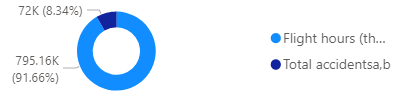 72K (8.34%)
795.16K
(91.66%)
Flight hours (th...
Total accidentsa,b